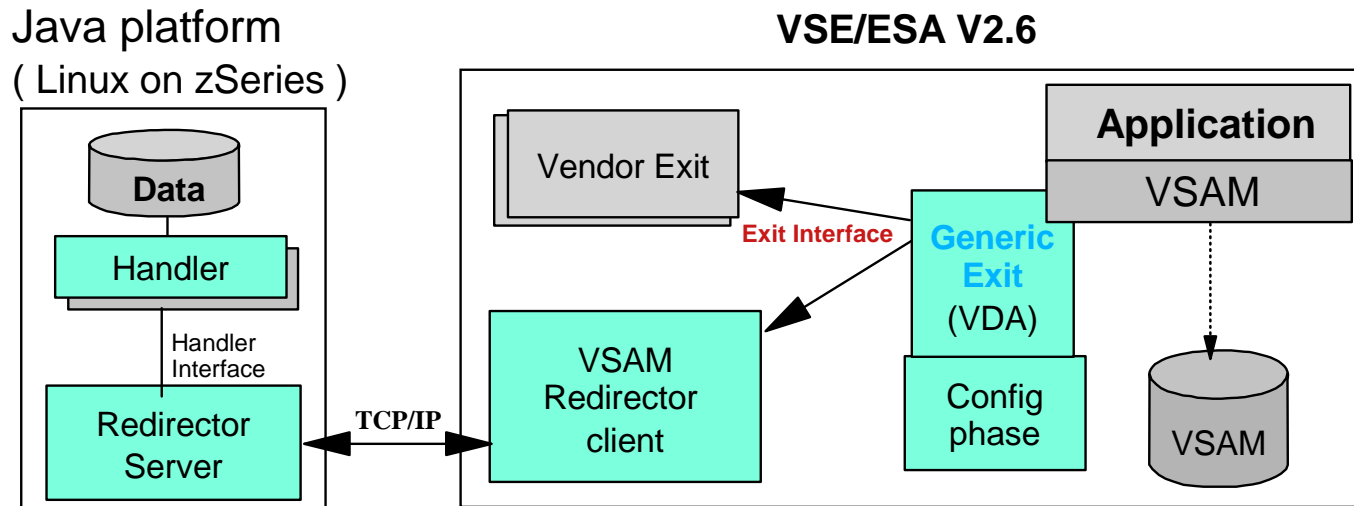 Java platform
( Linux on zSeries )
Data
Handler
Handler
Interface
Redirector
Server
TCP/IP
VSE/ESA V2.6
Vendor Exit
Exit Interface
VSAM
Redirector
client
Generic
Exit
(VDA)
Config
phase
Application
VSAM
VSAM